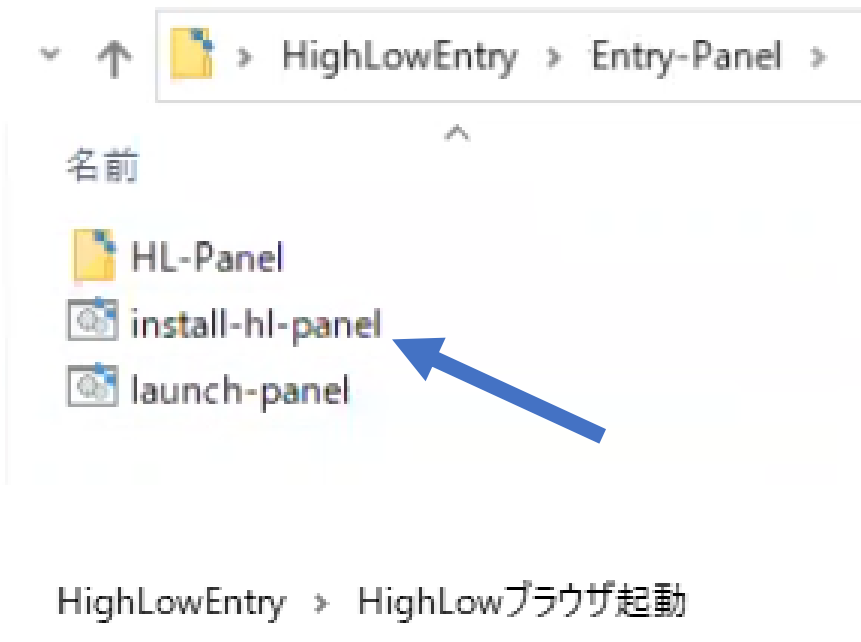 HighLowEntry > Entry-Panel >
名前
HL-Panel
install-hl-panel
launch-panel
HighLowEntry > HighLowブラウザ起動